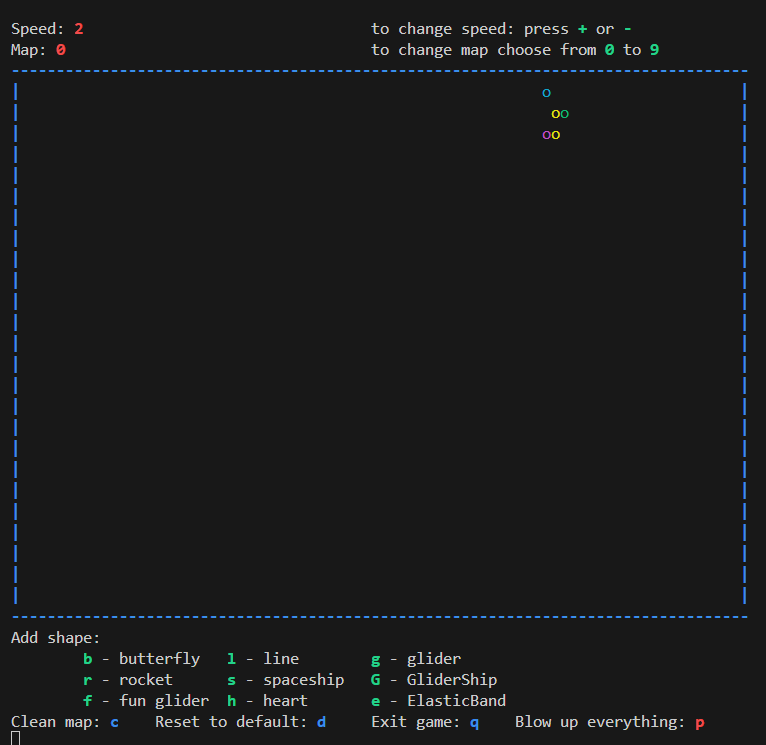 Speed: 2 to change speed: press + or -
Map: 0 to change map choose from 0 to 9
o
oo
oo
Add shape:
b - butterfly l - line g - glider
r - rocket s - spaceship G - GliderShip
f - fun glider h - heart e - ElasticBand
Clean map: c Reset to default: d Exit game: q Blow up everything: p